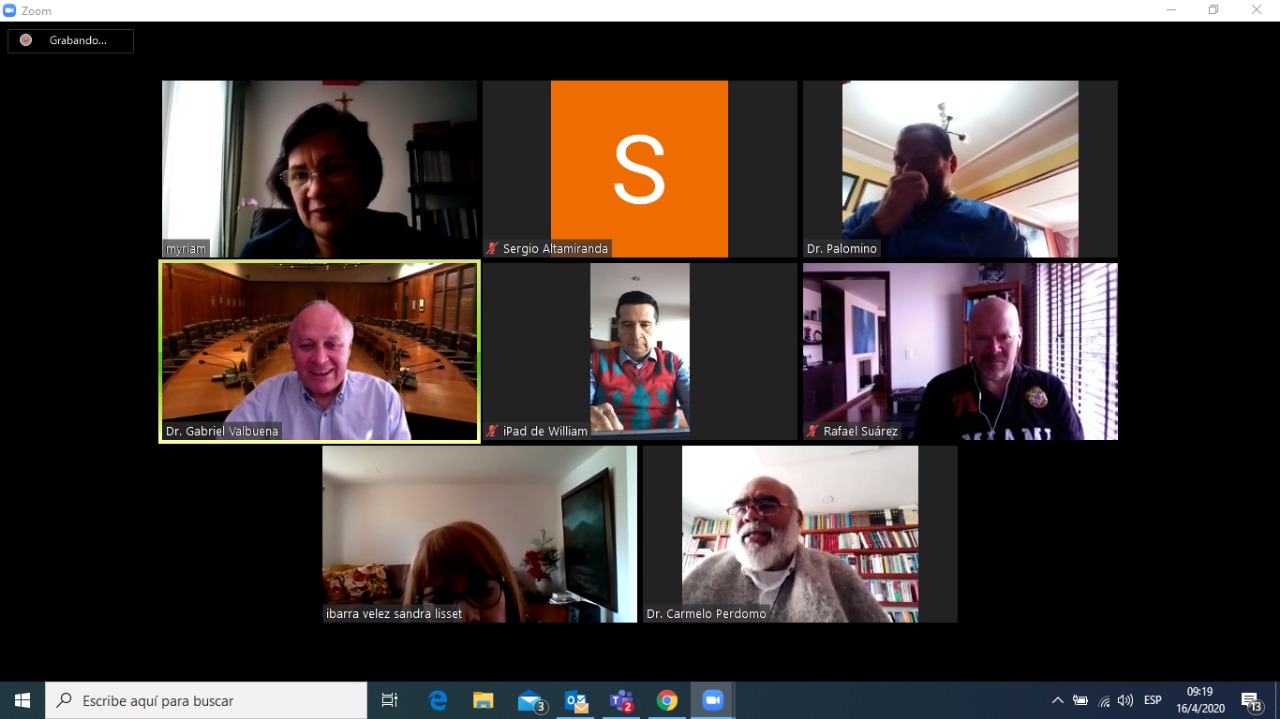 Zoom
Grabando...
S
myriam
Sergio Altamiranda
Dr. Palomino
Dr. Gabriel Valbuena
iPad de William
Rafael Suárez
MIAMI
ibarra velez sandra lisset
Dr. Carmelo Perdomo
Escribe aquí para buscar
3
2
ESP
09:19
16/4/2020
13